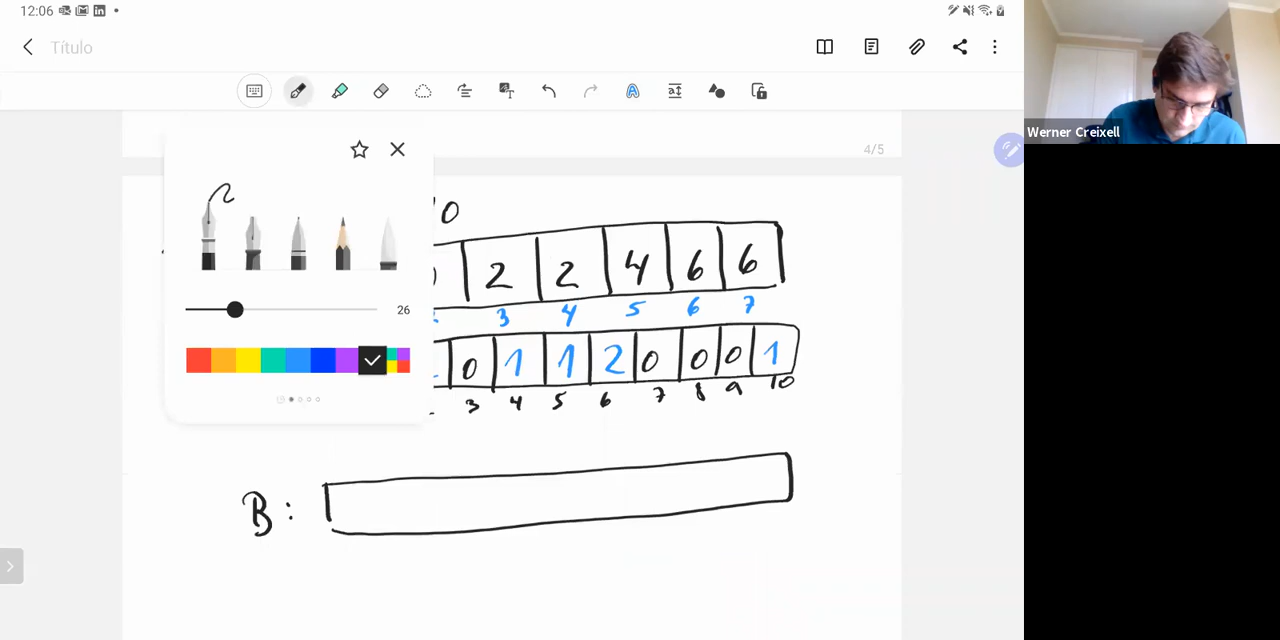 12:06
Título
Werner Creixell
4/5
10
2 2 4 6 6
3 4 5 6 7
0 1 1 2 0 0 0 1
3 4 5 6 7 8 9 10
26
B: